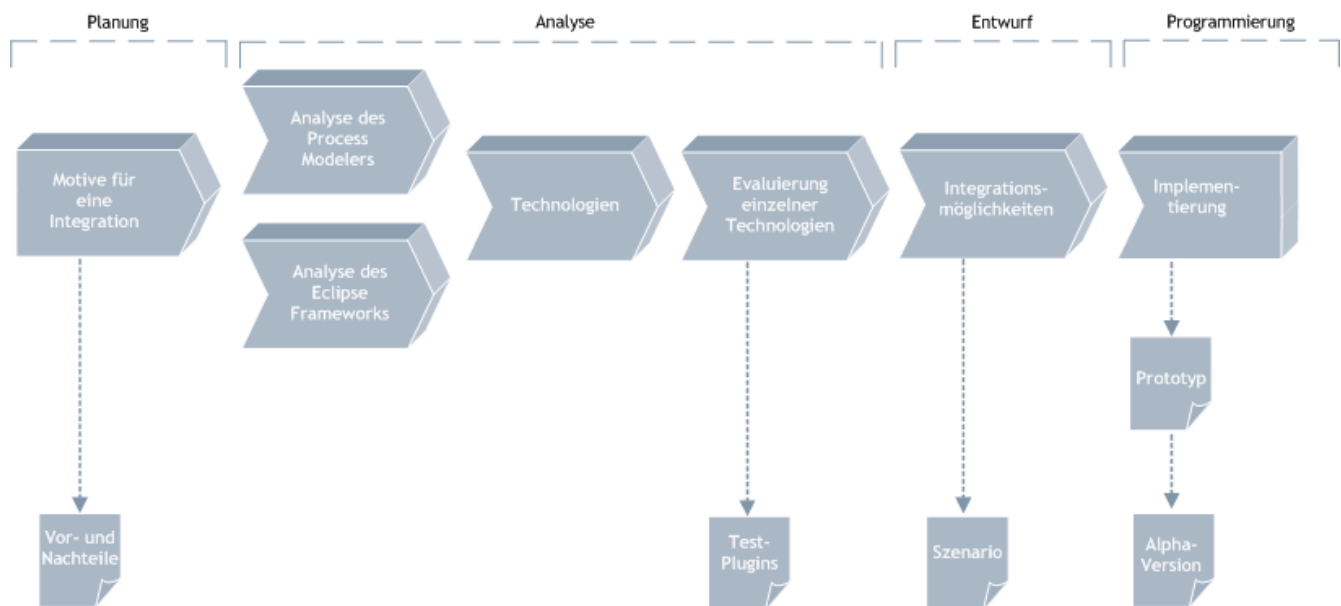 Planung
Analyse
Entwurf
Programmierung
Motive für
eine
Integration
Analyse des
Process
Modelers
Analyse des
Eclipse
Frameworks
Technologien
Evaluierung
einzelner
Technologien
Integrations-
möglichkeiten
Implemen-
tierung
Prototyp
Vor- und
Nachteile
Test-
Plugins
Szenario
Alpha-
Version